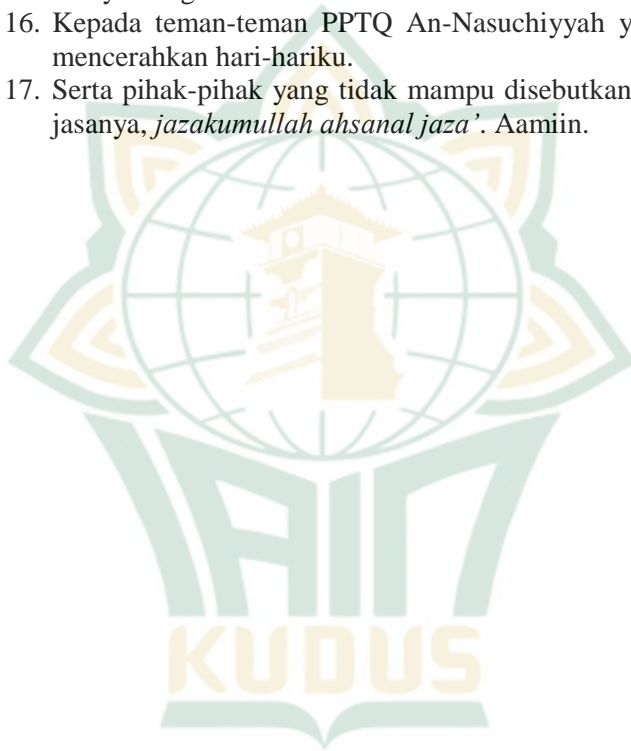 16. Kepada teman-teman PPTQ An-Nasuchiyyah
mencerahkan hari-hariku.
17. Serta pihak-pihak yang tidak mampu disebutkan
jasanya, jazakumullah ahsanal jaza’. Aamiin.
IAIN
KUDUS